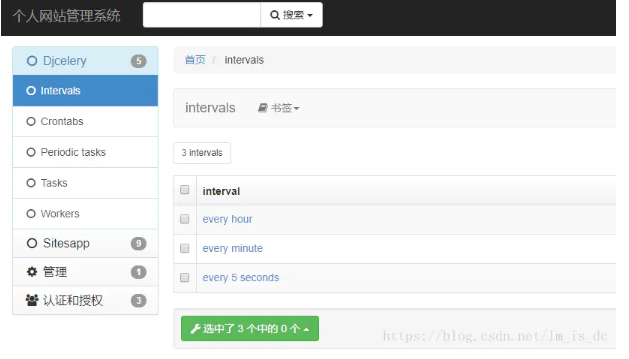 个人网站管理系统 搜索
Djcelery 5
Intervals
Crontabs
Periodic tasks
Tasks
Workers
Sitesapp 9
管理 1
认证和授权 3
首页 / intervals
intervals 书签
3 intervals
interval
every hour
every minute
every 5 seconds
选中了 3 个中的 0 个
https://blog.csdn.net/lm_is_dc